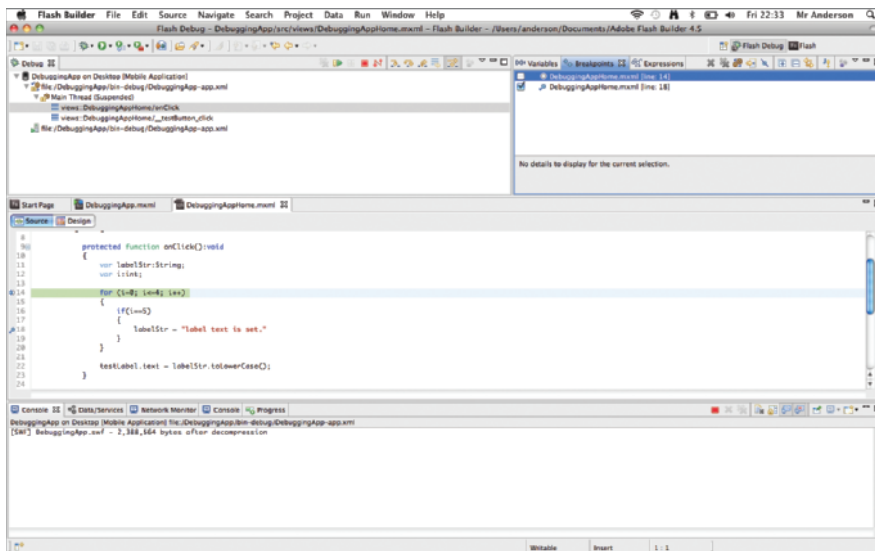 Flash Builder File Edit Source Navigate Search Project Data Run Window Help Fri 22:33 Mr Anderson
Flash Debug - DebuggingApp/src/views/DebuggingAppHome.mxml - Flash Builder - /Users/anderson/Documents/Adobe Flash Builder 4.5
Flash Debug Flash
Debug
Variables Breakpoints Expressions
DebuggingApp on Desktop [Mobile Application]
file:/DebuggingApp/bin-debug/DebuggingApp-app.xml
Main Thread (Suspended)
views::DebuggingAppHome/onClick
views::DebuggingAppHome/__testButton_click
file:/DebuggingApp/bin-debug/DebuggingApp-app.xml
DebuggingAppHome.mxml [line: 14]
DebuggingAppHome.mxml [line: 18]
No details to display for the current selection.
Start Page DebuggingApp.mxml DebuggingAppHome.mxml
Source Design
8
9 protected function onClick():void
10 {
11 var labelStr:String;
12 var i:int;
13
14 for (i=0; i<=4; i++)
15 {
16 if(i==5)
17 {
18 labelStr = "label text is set."
19 }
20 }
21
22 testLabel.text = labelStr.toLowerCase();
23 }
24
Console Data/Services Network Monitor Console Progress
DebuggingApp on Desktop [Mobile Application] file:/DebuggingApp/bin-debug/DebuggingApp-app.xml
[SWF] DebuggingApp.swf - 2,388,564 bytes after decompression
Writable Insert 1 : 1